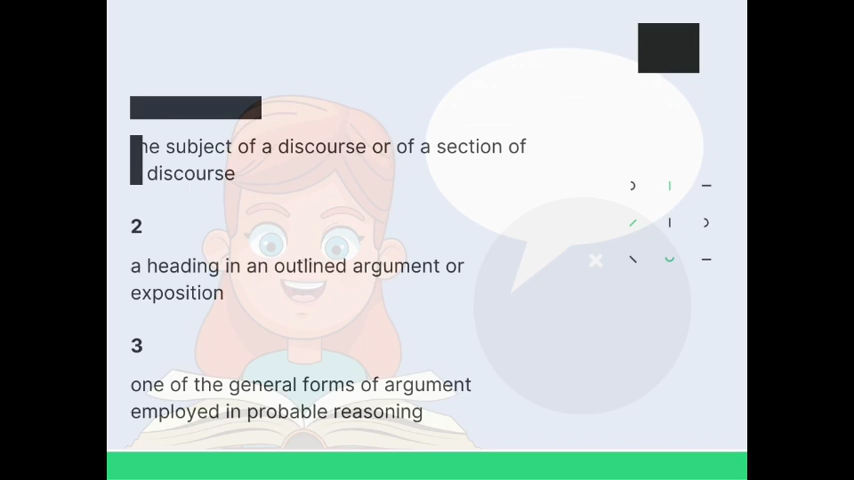 he subject of a discourse or of a section of
discourse
2
a heading in an outlined argument or
exposition
3
one of the general forms of argument
employed in probable reasoning